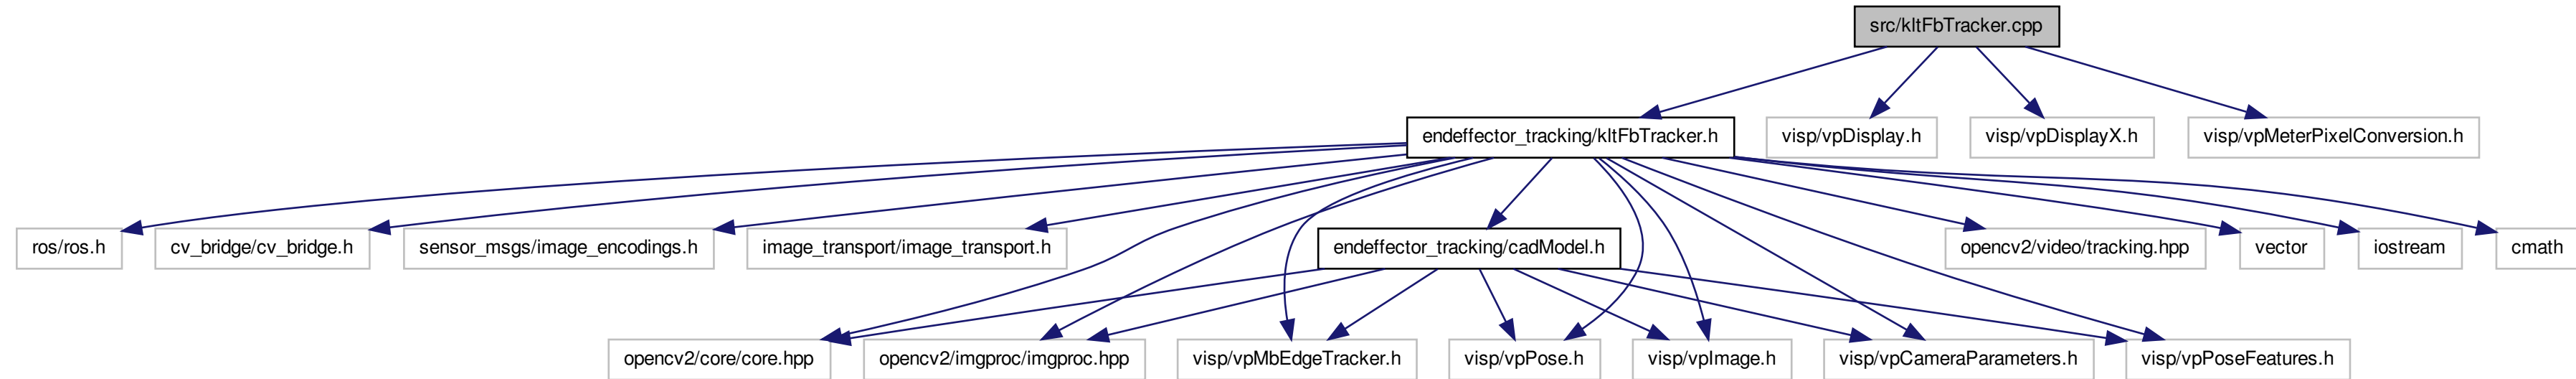 src/kltFbTracker.cpp
endeffector_tracking/kltFbTracker.h
visp/vpDisplay.h
visp/vpDisplayX.h
visp/vpMeterPixelConversion.h
ros/ros.h
cv_bridge/cv_bridge.h
sensor_msgs/image_encodings.h
image_transport/image_transport.h
endeffector_tracking/cadModel.h
opencv2/video/tracking.hpp
vector
iostream
cmath
opencv2/core/core.hpp
opencv2/imgproc/imgproc.hpp
visp/vpMbEdgeTracker.h
visp/vpPose.h
visp/vpImage.h
visp/vpCameraParameters.h
visp/vpPoseFeatures.h